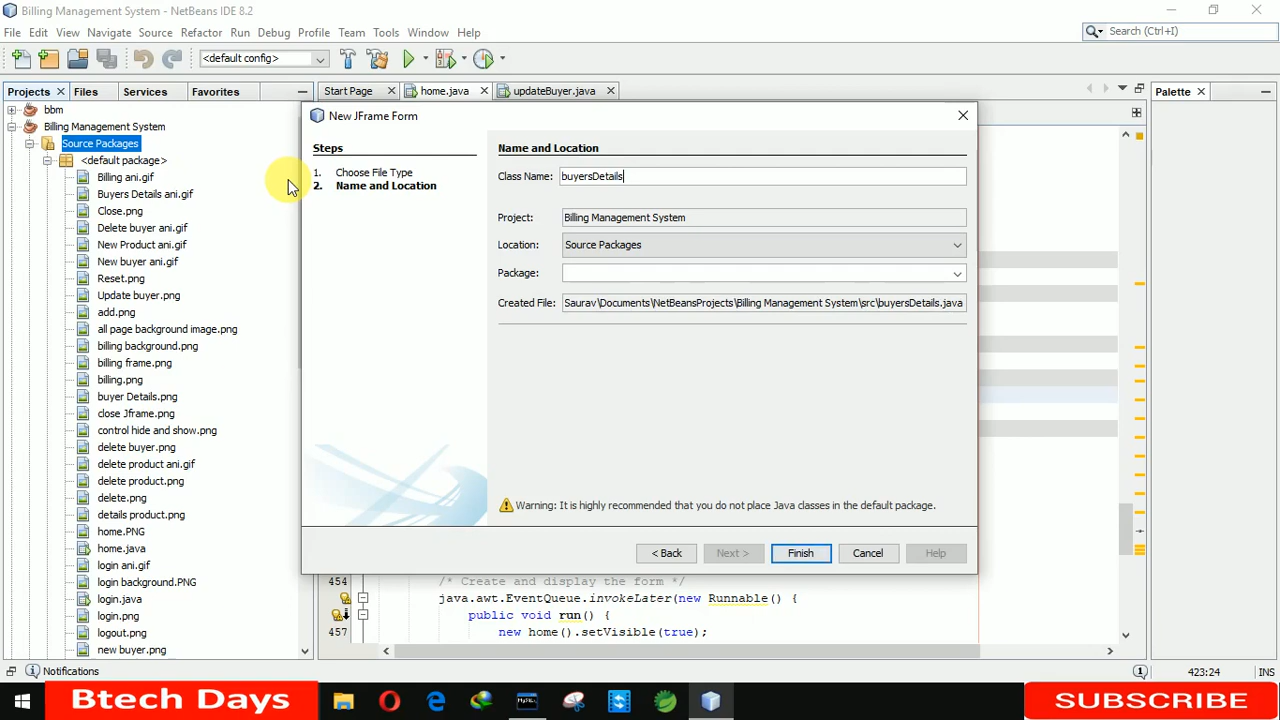 Billing Management System - NetBeans IDE 8.2
File Edit View Navigate Source Refactor Run Debug Profile Team Tools Window Help
Search (Ctrl+I)
<default config>
Projects Files Services Favorites
Start Page home.java updateBuyer.java
Palette
bbm
Billing Management System
Source Packages
<default package>
Billing ani.gif
Buyers Details ani.gif
Close.png
Delete buyer ani.gif
New Product ani.gif
New buyer ani.gif
Reset.png
Update buyer.png
add.png
all page background image.png
billing background.PNG
billing frame.png
billing.png
buyer Details.png
close Jframe.png
control hide and show.png
delete buyer.png
delete product ani.gif
delete product.png
delete.png
details product.png
home.PNG
home.java
login ani.gif
login background.PNG
login.java
login.png
logout.png
new buyer.png
New JFrame Form
Steps
1. Choose File Type
2. Name and Location
Name and Location
Class Name: buyersDetails
Project: Billing Management System
Location: Source Packages
Package:
Created File: Saurav\Documents\NetBeansProjects\Billing Management System\src\buyersDetails.java
Warning: It is highly recommended that you do not place Java classes in the default package.
< Back Next > Finish Cancel Help
454 /* Create and display the form */
java.awt.EventQueue.invokeLater(new Runnable() {
public void run() {
457 new home().setVisible(true);
Notifications
1
423:24 INS
Btech Days
MySQL
SUBSCRIBE